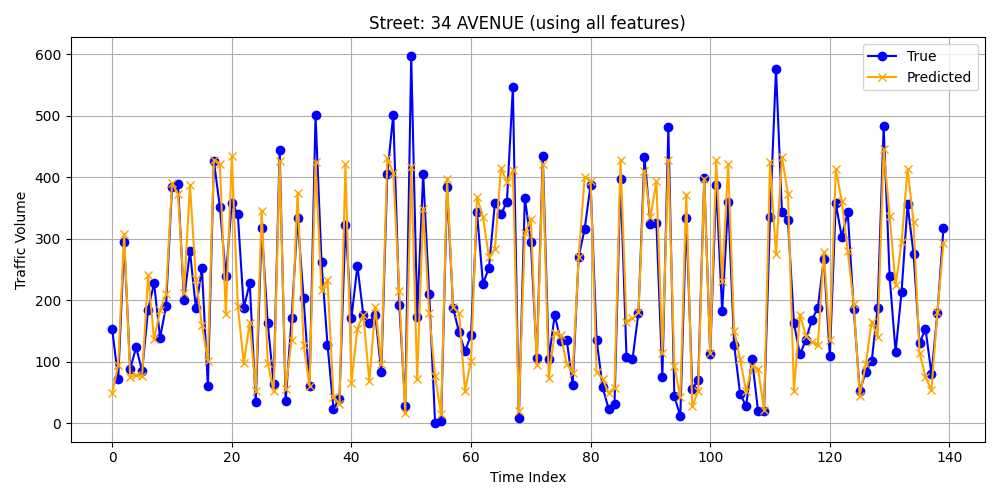 Street: 34 AVENUE (using all features)
True
Predicted
Traffic Volume
600
500
400
300
200
100
0
0 20 40 60 80 100 120 140
Time Index